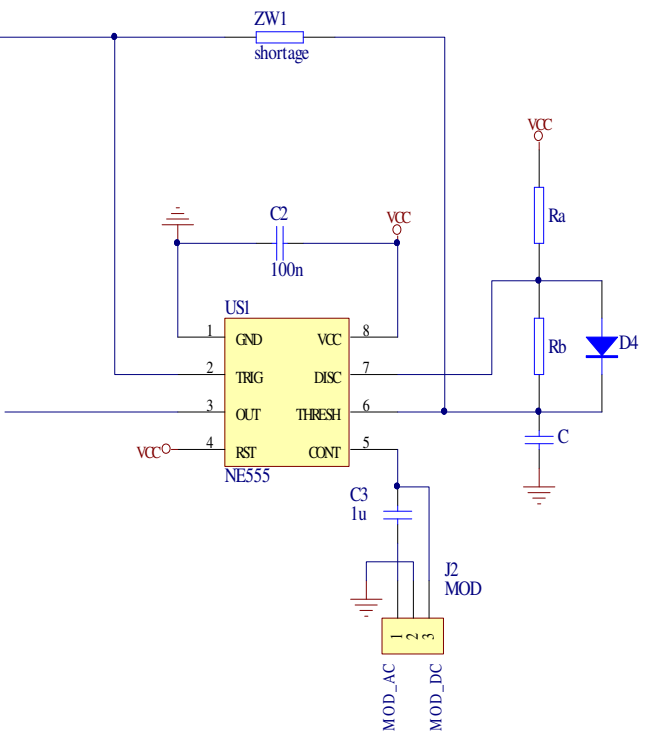 ZW1
shortage
VCC
Ra
C2
VCC
100n
US1
1 GND VCC 8
Rb
D4
2 TRIG DISC 7
3 OUT THRESH 6
C
VCC 4 RST CONT 5
NE555
C3
1u
J2
MOD
1 2 3
MOD_AC
MOD_DC